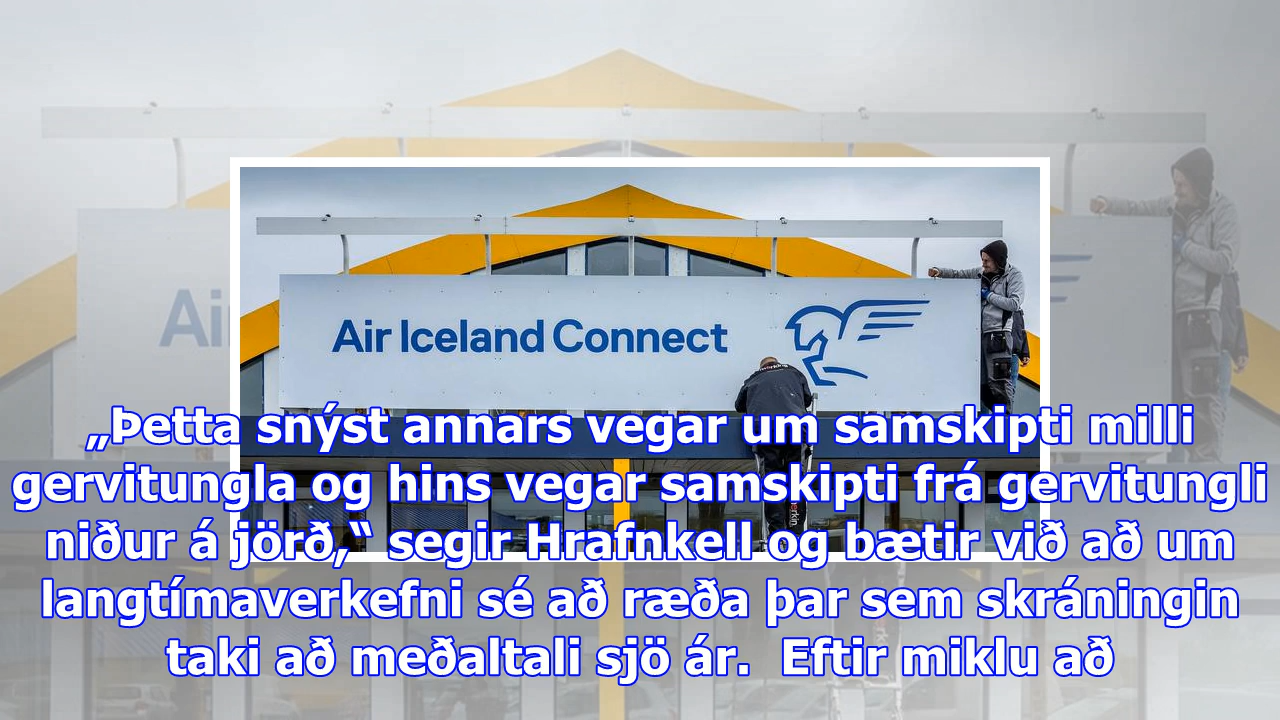 Air Iceland Connect
„Þetta snýst annars vegar um samskipti milli
gervitungla og hins vegar samskipti frá gervitungli
niður á jörð,“ segir Hrafnkell og bætir við að um
langtímaverkefni sé að ræða þar sem skráningin
taki að meðaltali sjö ár. Eftir miklu að